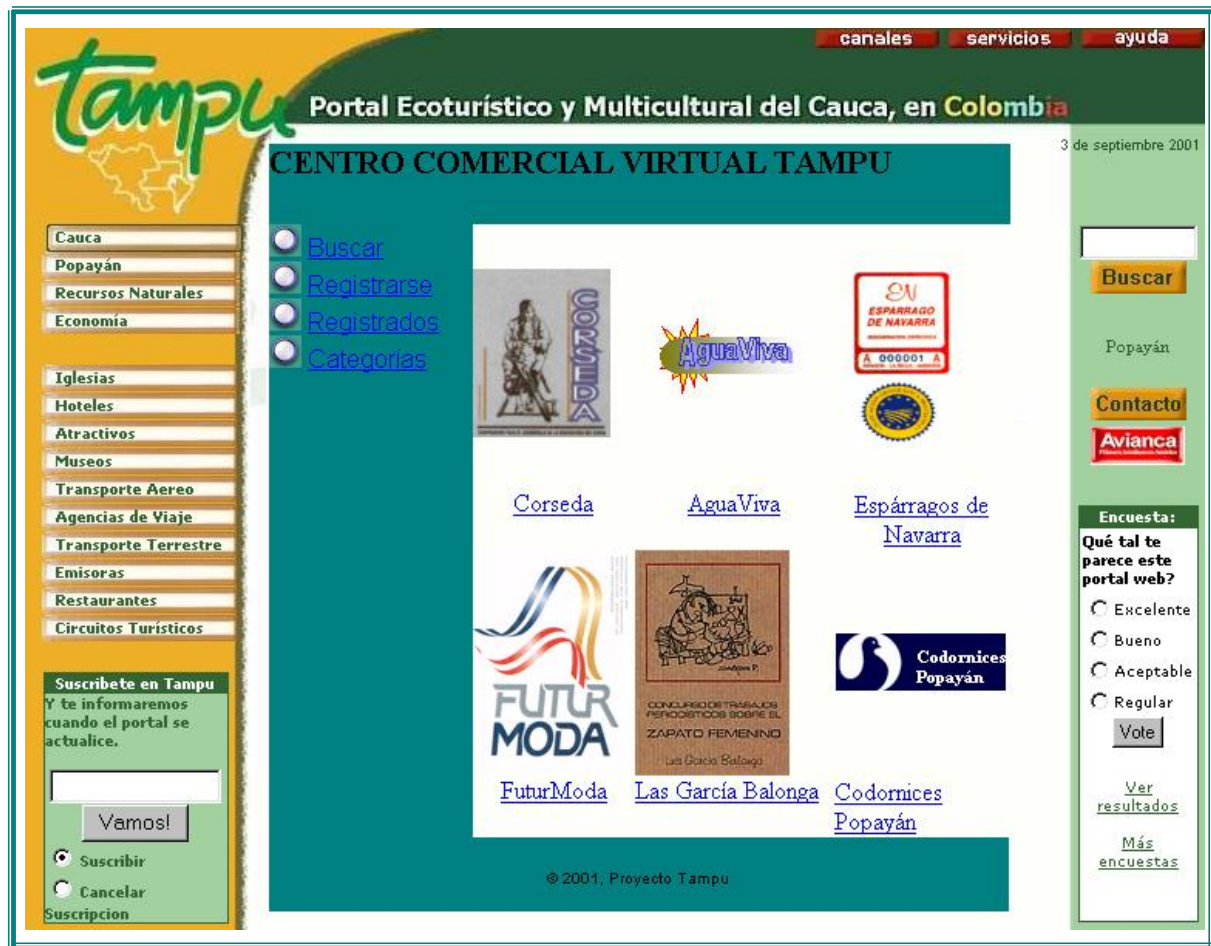 canales
servicios
ayuda
tampu
Portal Ecoturístico y Multicultural del Cauca, en Colombia
3 de septiembre 2001
CENTRO COMERCIAL VIRTUAL TAMPU
Cauca
Popayán
Recursos Naturales
Economía
Iglesias
Hoteles
Atractivos
Museos
Transporte Aereo
Agencias de Viaje
Transporte Terrestre
Emisoras
Restaurantes
Circuitos Turísticos
Suscribete en Tampu
Y te informaremos
cuando el portal se
actualice.
Vamos!
Suscribir
Cancelar
Suscripcion
Buscar
Registrarse
Registrados
Categorías
CORSEDA
Corseda
AguaViva
AguaViva
EN
ESPARRAGO
DE NAVARRA
A 000001 A
Espárragos de
Navarra
FUTUR
MODA
FuturModa
CONCURSO DE TRABAJOS
PERIODISTICOS SOBRE EL
ZAPATO FEMENINO
Las García Balonga
Codornices
Popayán
Codornices
Popayán
© 2001, Proyecto Tampu
Buscar
Popayán
Contacto
Avianca
Encuesta:
Qué tal te
parece este
portal web?
Excelente
Bueno
Aceptable
Regular
Vote
Ver
resultados
Más
encuestas